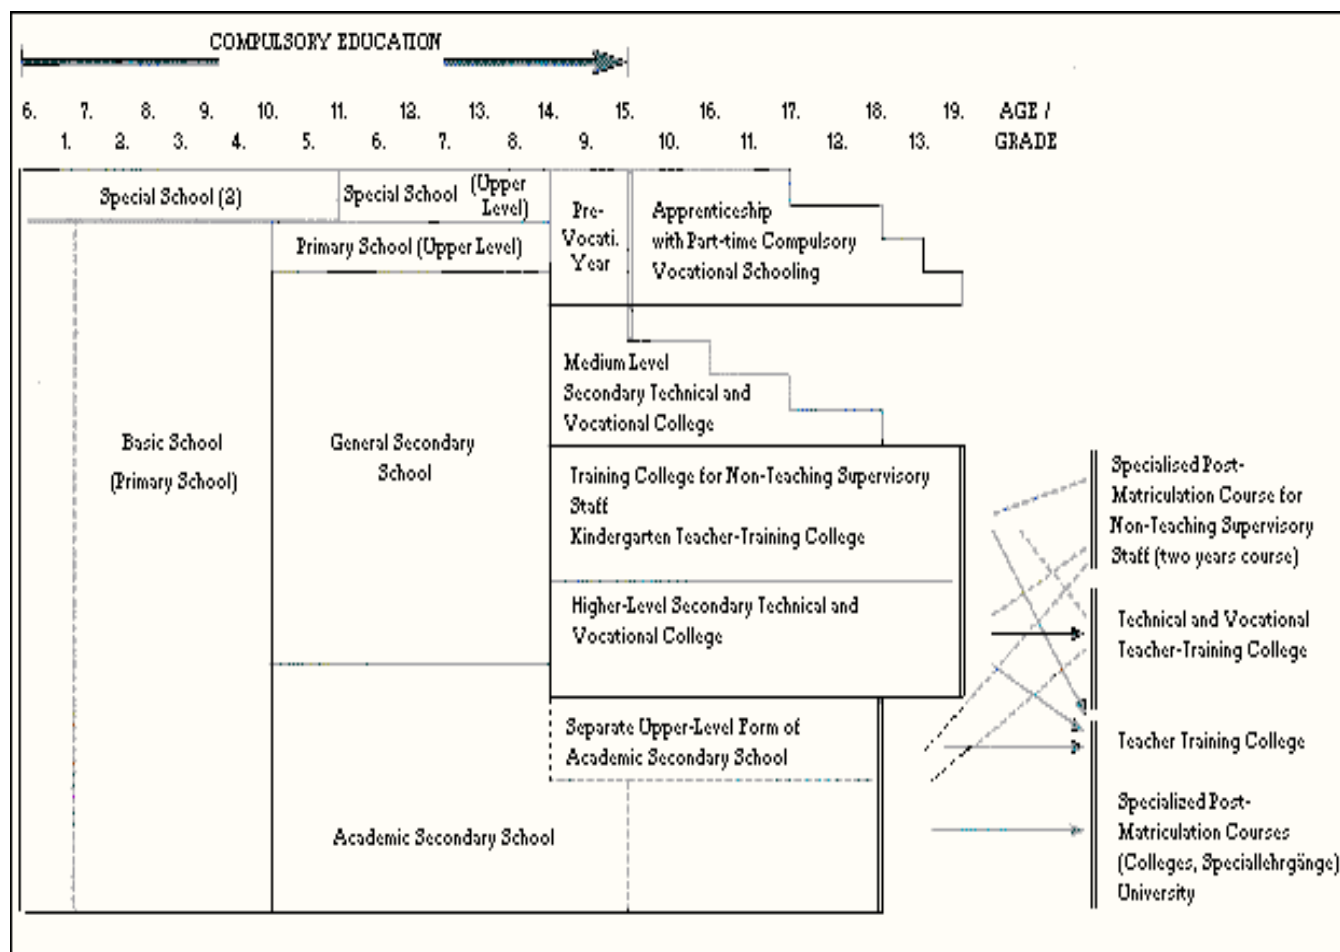 COMPULSORY EDUCATION
6. 7. 8. 9. 10. 11. 12. 13. 14. 15. 16. 17. 18. 19. AGE /
1. 2. 3. 4. 5. 6. 7. 8. 9. 10. 11. 12. 13. GRADE
Special School (2)
Special School (Upper
Level)
Primary School (Upper Level)
Pre-
Vocati.
Year
Apprenticeship
with Part-time Compulsory
Vocational Schooling
Medium Level
Secondary Technical and
Vocational College
Basic School
(Primary School)
General Secondary
School
Training College for Non-Teaching Supervisory
Staff
Kindergarten Teacher-Training College
Higher-Level Secondary Technical and
Vocational College
Separate Upper-Level Form of
Academic Secondary School
Academic Secondary School
Specialised Post-
Matriculation Course for
Non-Teaching Supervisory
Staff (two years course)
Technical and Vocational
Teacher-Training College
Teacher Training College
Specialized Post-
Matriculation Courses
(Colleges, Speciallehrgänge)
University